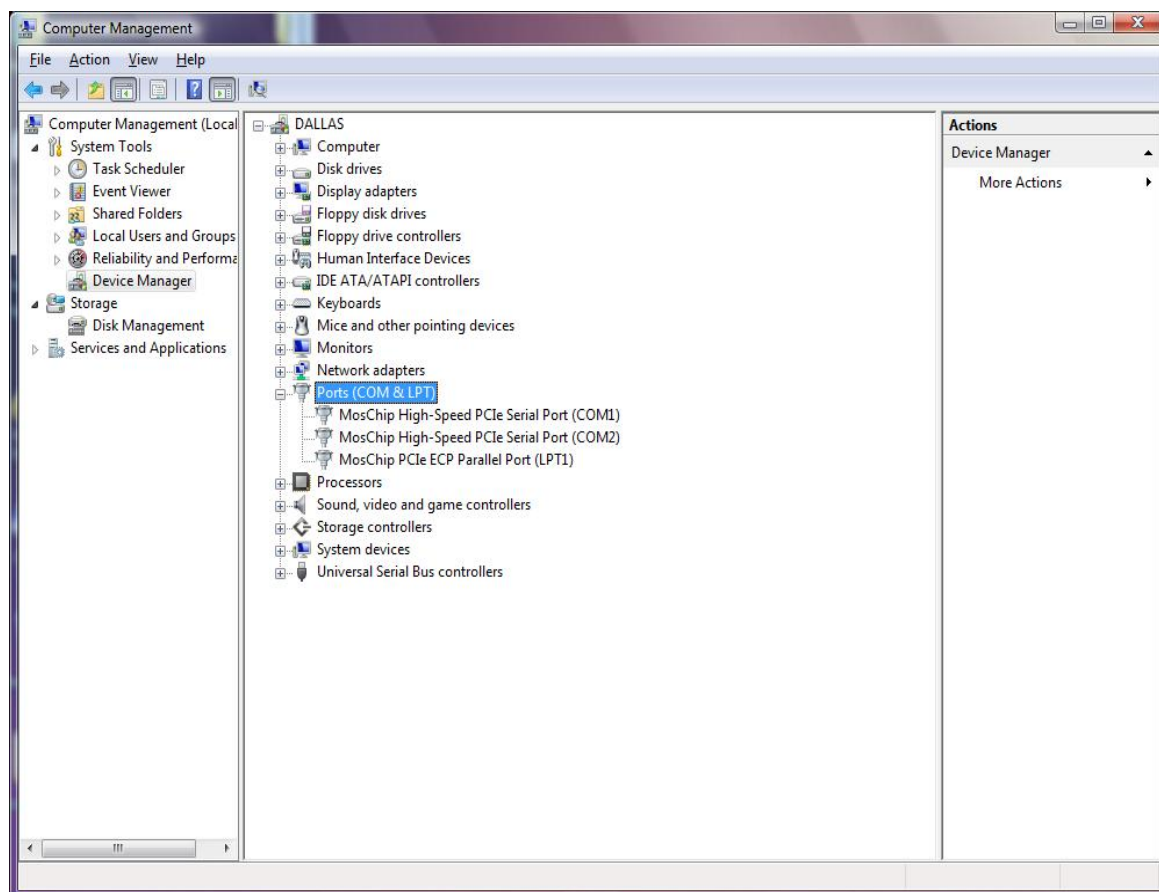 Computer Management
File Action View Help
Computer Management (Local
System Tools
Task Scheduler
Event Viewer
Shared Folders
Local Users and Groups
Reliability and Performa
Device Manager
Storage
Disk Management
Services and Applications
DALLAS
Computer
Disk drives
Display adapters
Floppy disk drives
Floppy drive controllers
Human Interface Devices
IDE ATA/ATAPI controllers
Keyboards
Mice and other pointing devices
Monitors
Network adapters
Ports (COM & LPT)
MosChip High-Speed PCIe Serial Port (COM1)
MosChip High-Speed PCIe Serial Port (COM2)
MosChip PCIe ECP Parallel Port (LPT1)
Processors
Sound, video and game controllers
Storage controllers
System devices
Universal Serial Bus controllers
Actions
Device Manager
More Actions